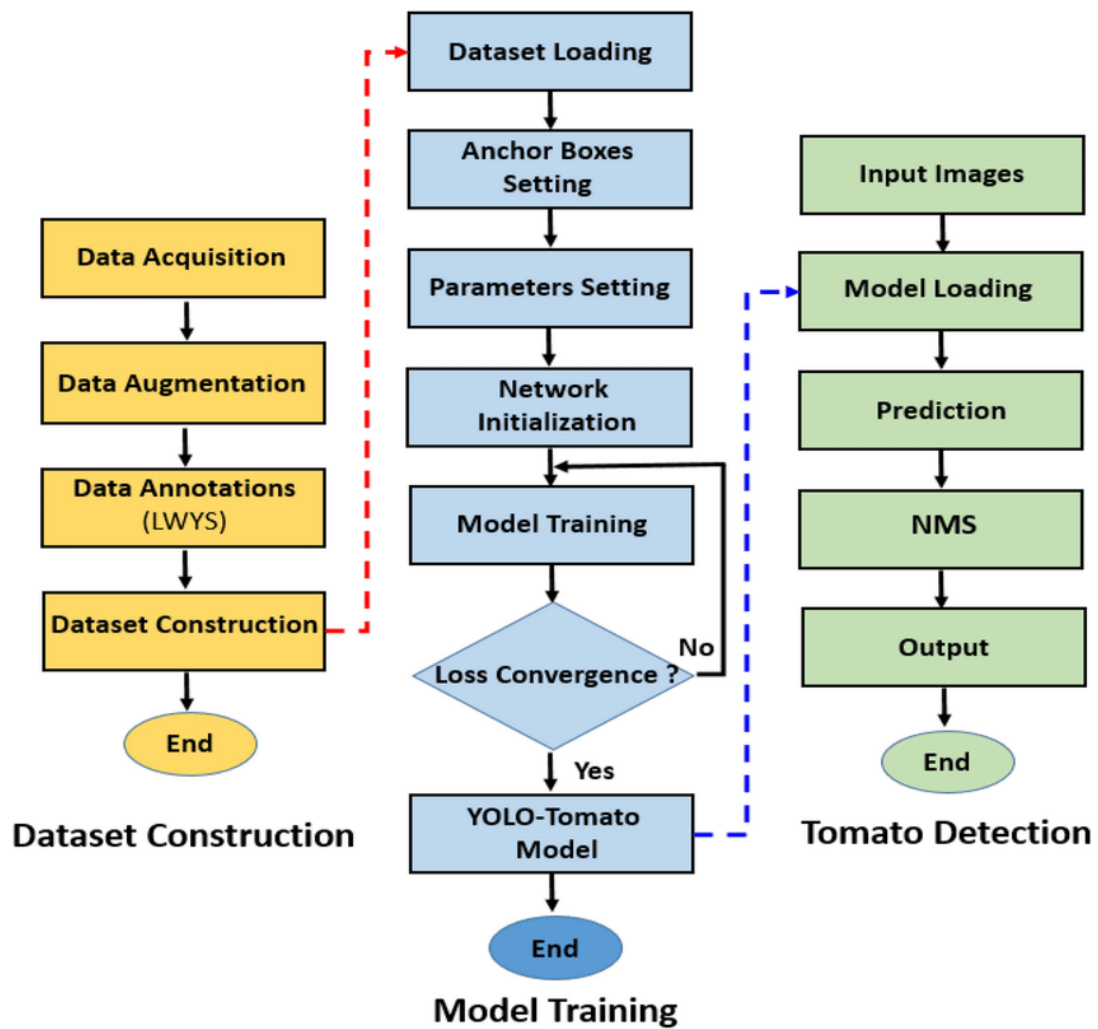 Data Acquisition
Data Augmentation
Data Annotations
(LWYS)
Dataset Construction
End
Dataset Construction
Dataset Loading
Anchor Boxes
Setting
Parameters Setting
Network
Initialization
Model Training
Loss Convergence ?
No
Yes
YOLO-Tomato
Model
End
Model Training
Input Images
Model Loading
Prediction
NMS
Output
End
Tomato Detection